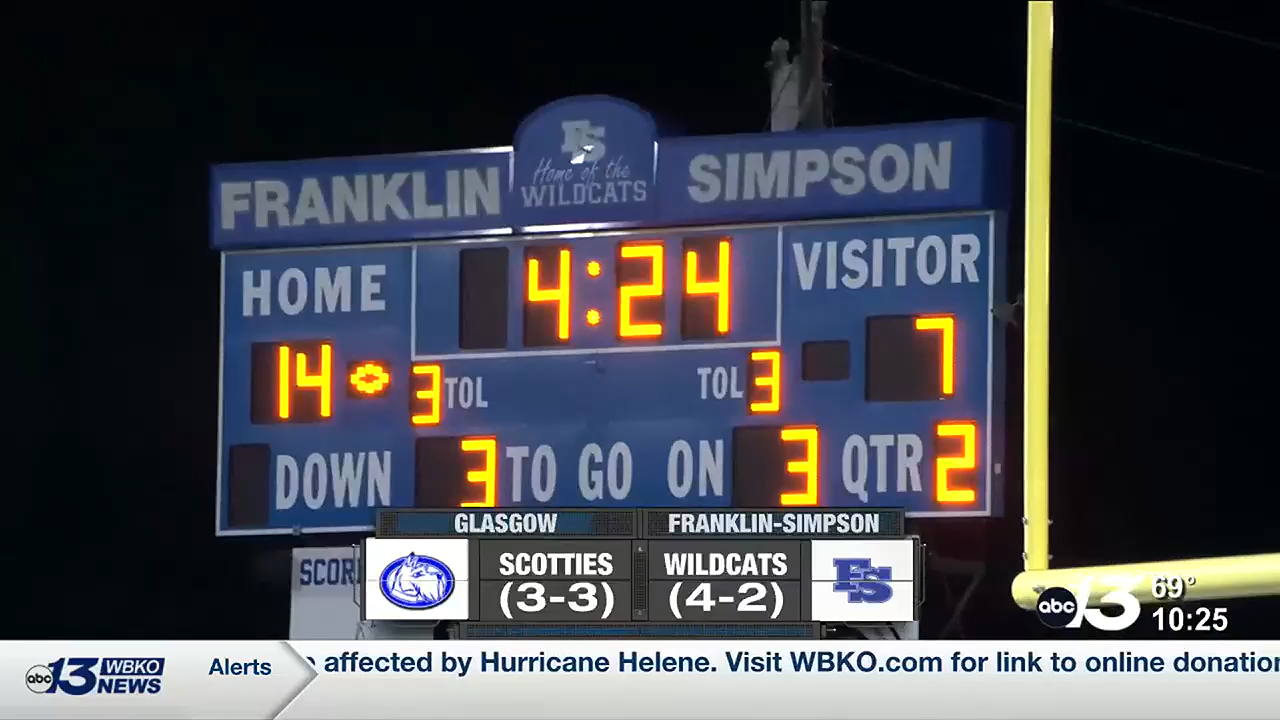 FS
Home of the
WILDCATS
FRANKLIN
SIMPSON
HOME
4:24
VISITOR
14
3 TOL
TOL 3
7
DOWN 3 TO GO ON 3 QTR 2
GLASGOW
FRANKLIN-SIMPSON
SCOTTIES
(3-3)
WILDCATS
(4-2)
FS
abc 13
69°
10:25
abc 13 WBKO NEWS
Alerts
affected by Hurricane Helene. Visit WBKO.com for link to online